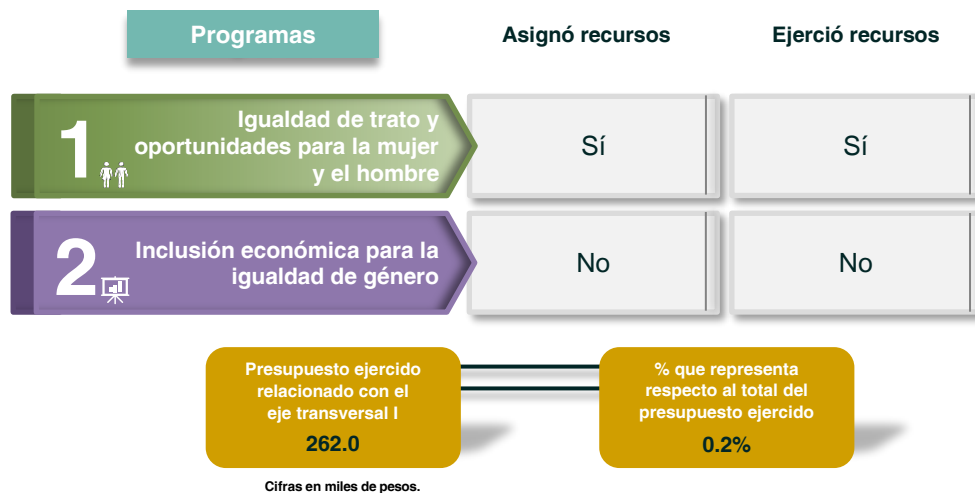 Programas
Asignó recursos
Ejerció recursos
1
Igualdad de trato y
oportunidades para la mujer
y el hombre
Sí
Sí
2
Inclusión económica para la
igualdad de género
No
No
Presupuesto ejercido
relacionado con el
eje transversal I
262.0
% que representa
respecto al total del
presupuesto ejercido
0.2%
Cifras en miles de pesos.